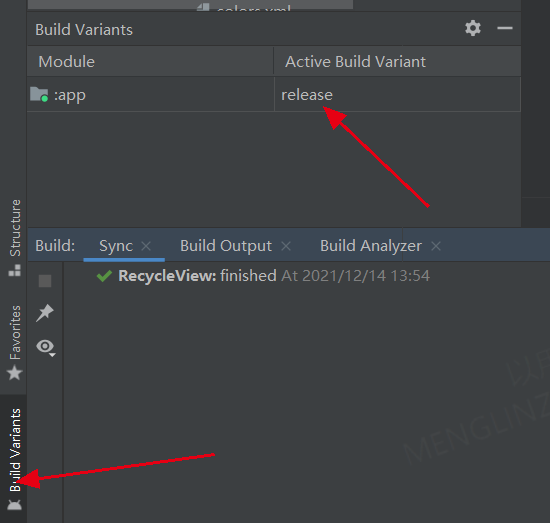 colors.xml
Build Variants
Module Active Build Variant
:app release
Structure
Favorites
Build Variants
Build: Sync Build Output Build Analyzer
RecycleView: finished At 2021/12/14 13:54